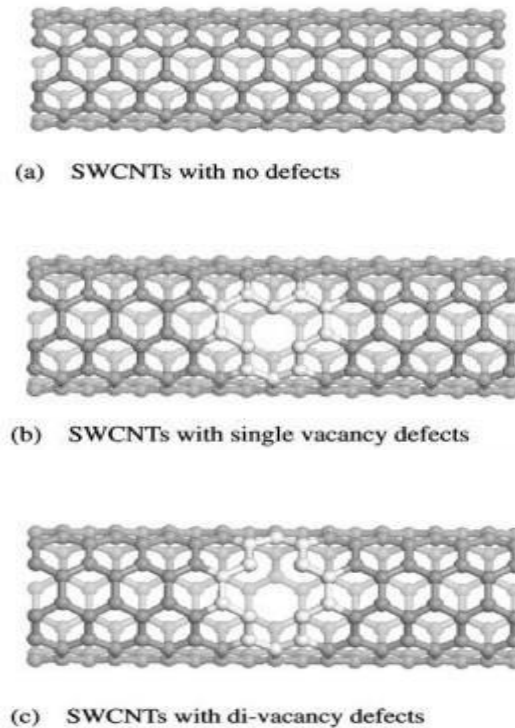 (a) SWCNTs with no defects
(b) SWCNTs with single vacancy defects
(c) SWCNTs with di-vacancy defects